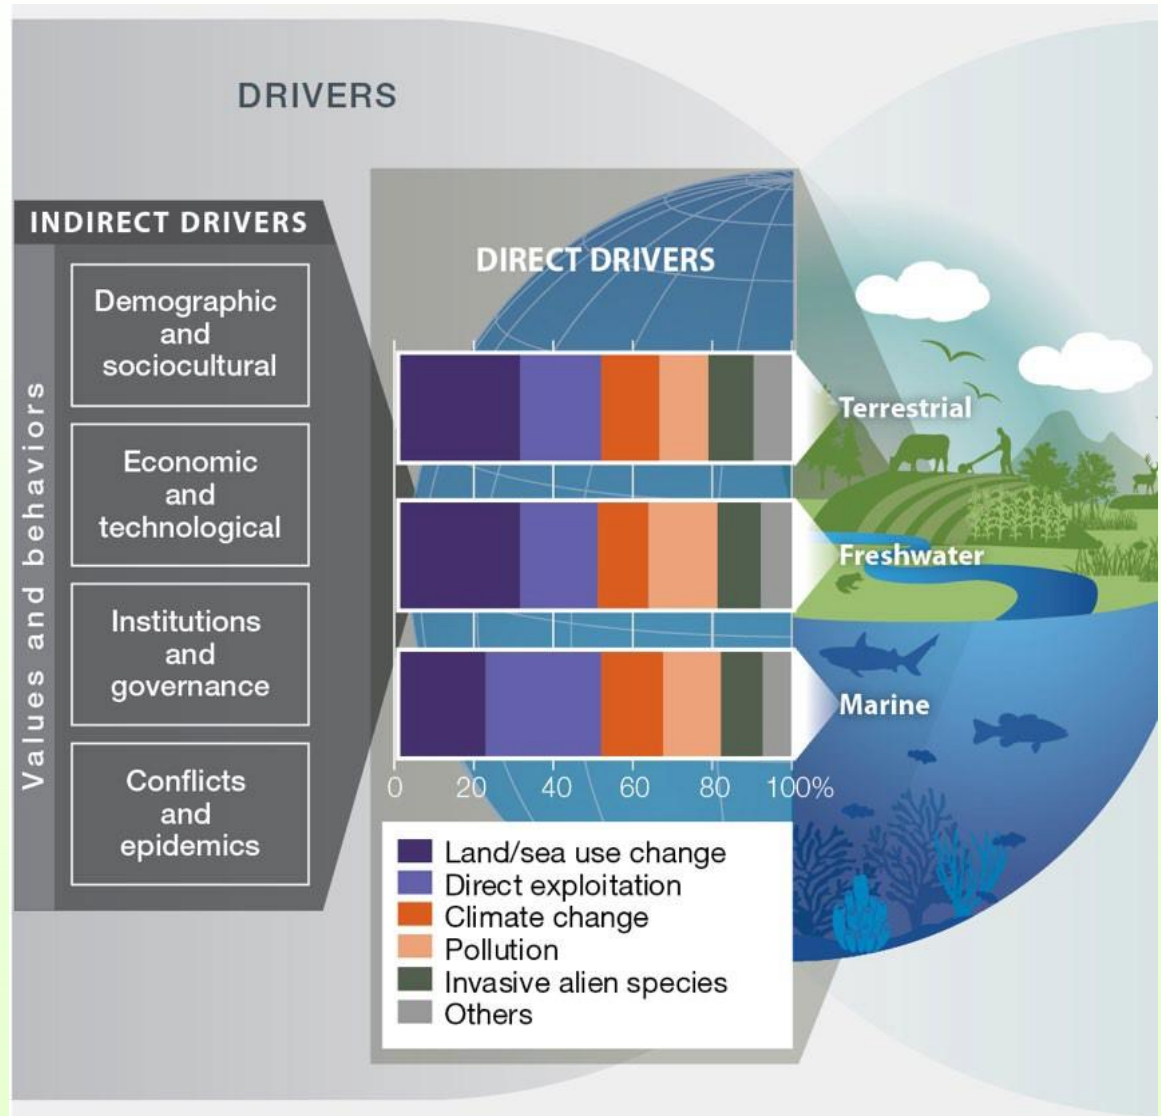 DRIVERS
INDIRECT DRIVERS
Values and behaviors
Demographic
and
sociocultural
Economic
and
technological
Institutions
and
governance
Conflicts
and
epidemics
DIRECT DRIVERS
Terrestrial
Freshwater
Marine
0 20 40 60 80 100%
Land/sea use change
Direct exploitation
Climate change
Pollution
Invasive alien species
Others